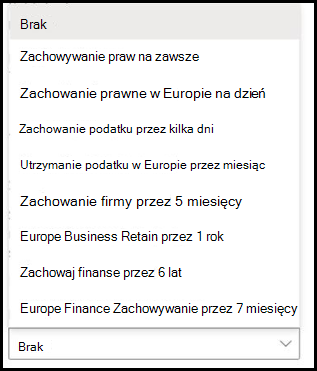 Brak
Zachowywanie praw na zawsze
Zachowanie prawne w Europie na dzień
Zachowanie podatku przez kilka dni
Utrzymanie podatku w Europie przez miesiąc
Zachowanie firmy przez 5 miesięcy
Europe Business Retain przez 1 rok
Zachowaj finanse przez 6 lat
Europe Finance Zachowywanie przez 7 miesięcy
Brak